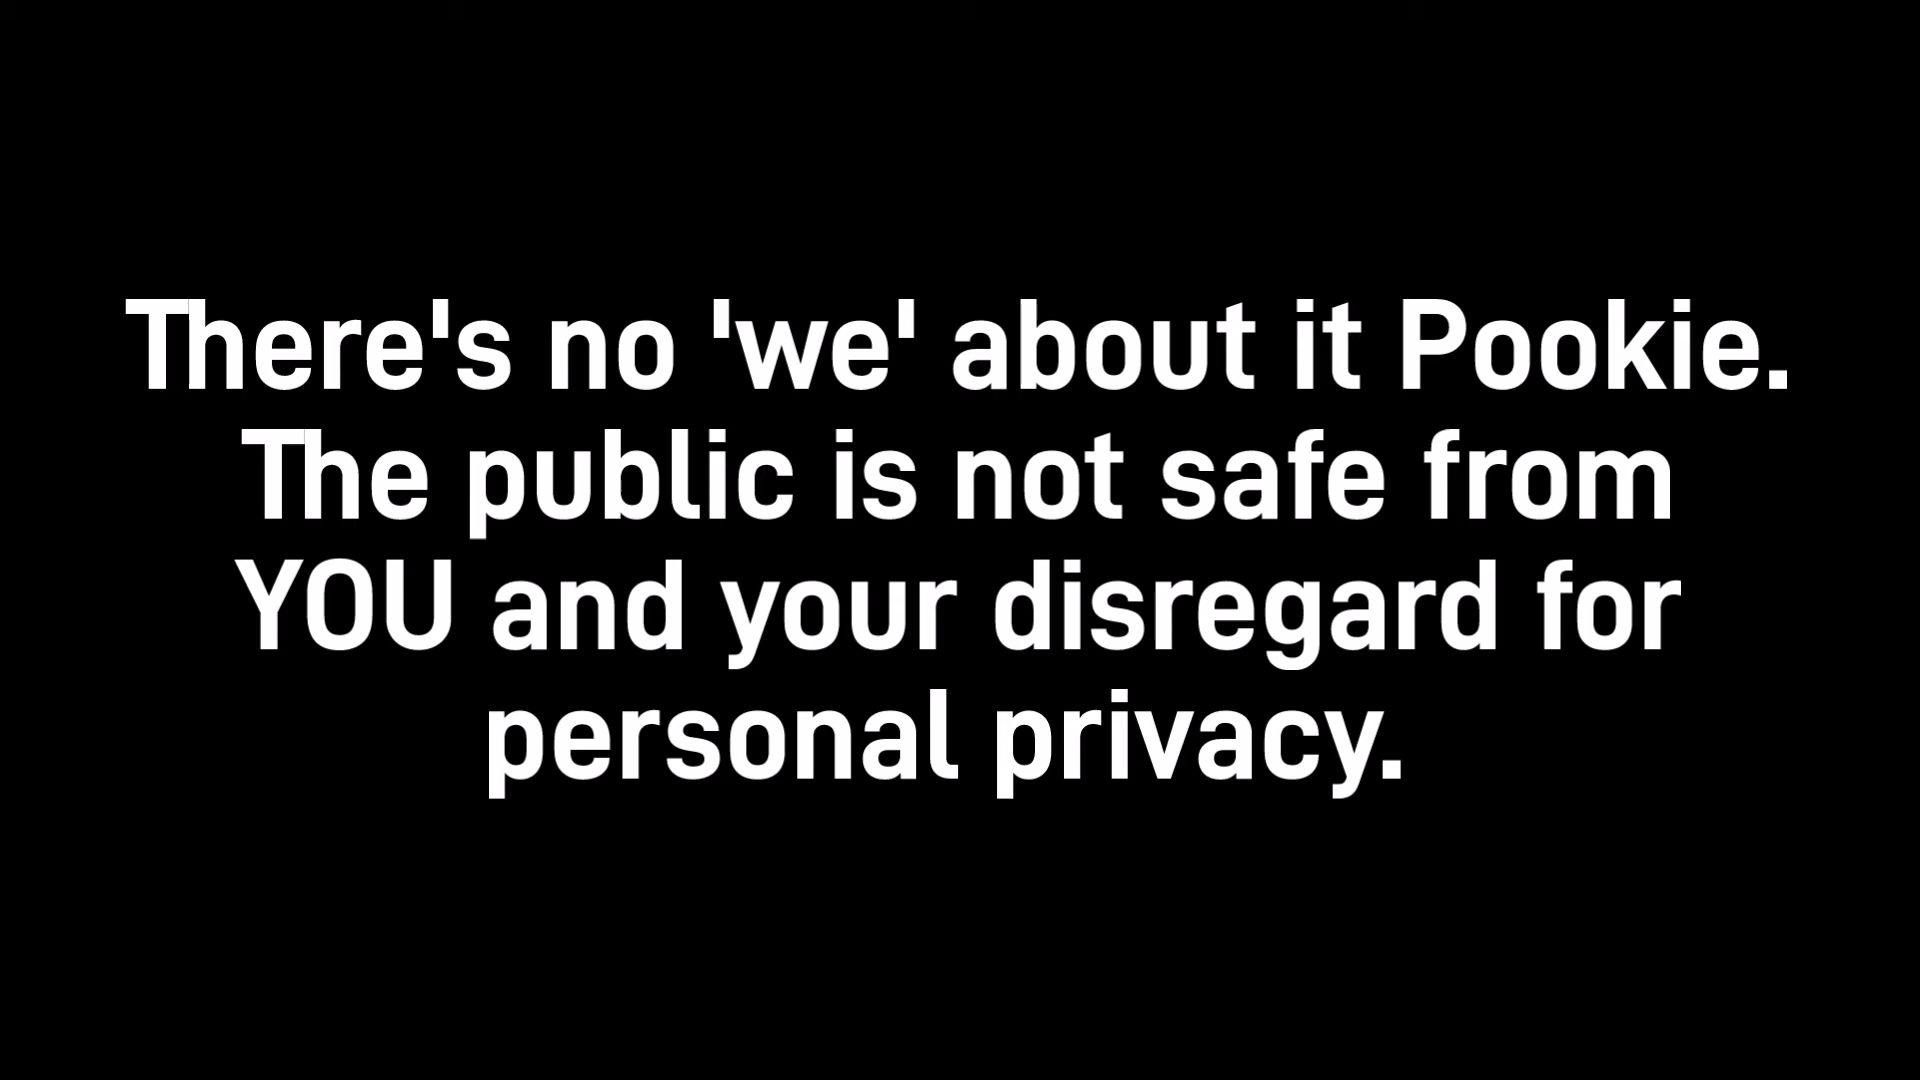 There's no 'we' about it Pookie.
The public is not safe from
YOU and your disregard for
personal privacy.